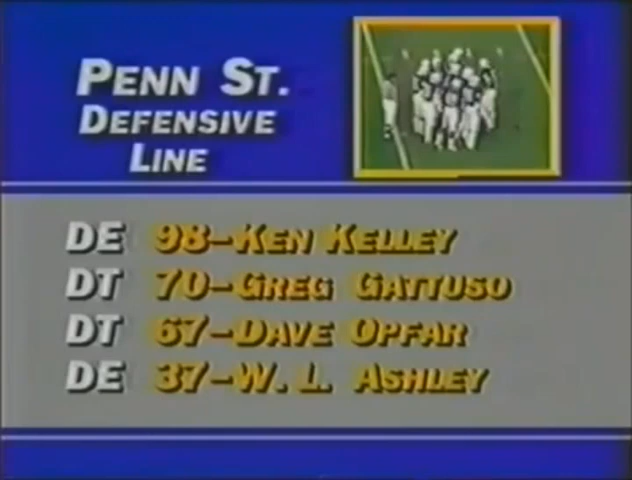 PENN ST.
DEFENSIVE
LINE
DE 98-KEN KELLEY
DT 70-GREG GATTUSO
DT 67-DAVE OPFAR
DE 37-W. L. ASHLEY